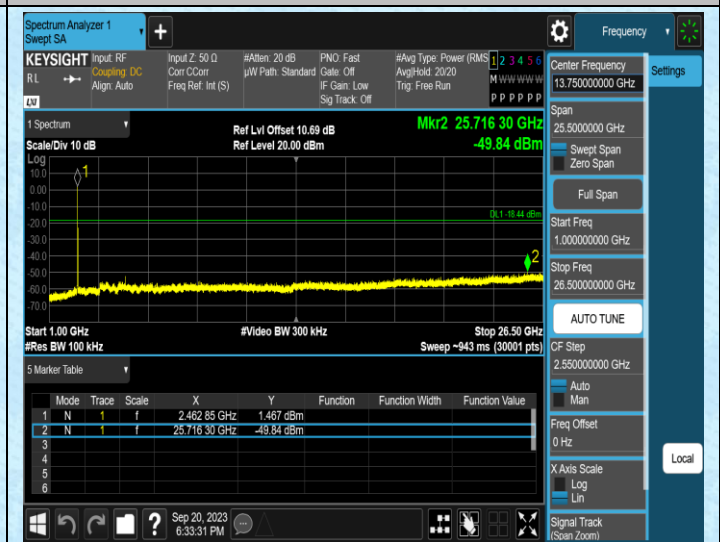 Spectrum Analyzer 1
Swept SA
Frequency
KEYSIGHT
RL
Input: RF
Coupling: DC
Align: Auto
Input Z: 50 Ω
Corr CCorr
Freq Ref: Int (S)
#Atten: 20 dB
µW Path: Standard
PNO: Fast
Gate: Off
IF Gain: Low
Sig Track: Off
#Avg Type: Power (RMS
Avg|Hold: 20/20
Trig: Free Run
1 2 3 4 5 6
M W W W W W
P P P P P P
LXI
1 Spectrum
Scale/Div 10 dB
Ref Lvl Offset 10.69 dB
Ref Level 20.00 dBm
Mkr2 25.716 30 GHz
-49.84 dBm
Log
10.0
0.00
-10.0
-20.0
-30.0
-40.0
-50.0
-60.0
-70.0
1
DL1 -18.44 dBm
2
Start 1.00 GHz
#Res BW 100 kHz
#Video BW 300 kHz
Stop 26.50 GHz
Sweep ~943 ms (30001 pts)
5 Marker Table
Mode Trace Scale X Y Function Function Width Function Value
1 N 1 f 2.462 85 GHz 1.467 dBm
2 N 1 f 25.716 30 GHz -49.84 dBm
3
4
5
6
Sep 20, 2023
6:33:31 PM
Center Frequency
13.750000000 GHz
Settings
Span
25.5000000 GHz
Swept Span
Zero Span
Full Span
Start Freq
1.000000000 GHz
Stop Freq
26.500000000 GHz
AUTO TUNE
CF Step
2.550000000 GHz
Auto
Man
Freq Offset
0 Hz
Local
X Axis Scale
Log
Lin
Signal Track
(Span Zoom)